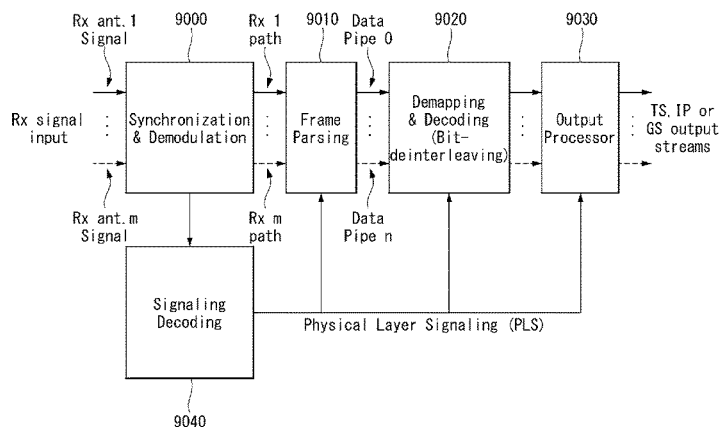 Rx ant.1
Signal
9000
Rx 1
path
9010
Data
Pipe 0
9020
9030
Rx signal
input
Synchronization
& Demodulation
Frame
Parsing
Demapping
& Decoding
(Bit-
deinterleaving)
Output
Processor
TS, IP or
GS output
streams
Rx ant.m
Signal
Rx m
path
Data
Pipe n
Signaling
Decoding
Physical Layer Signaling (PLS)
9040